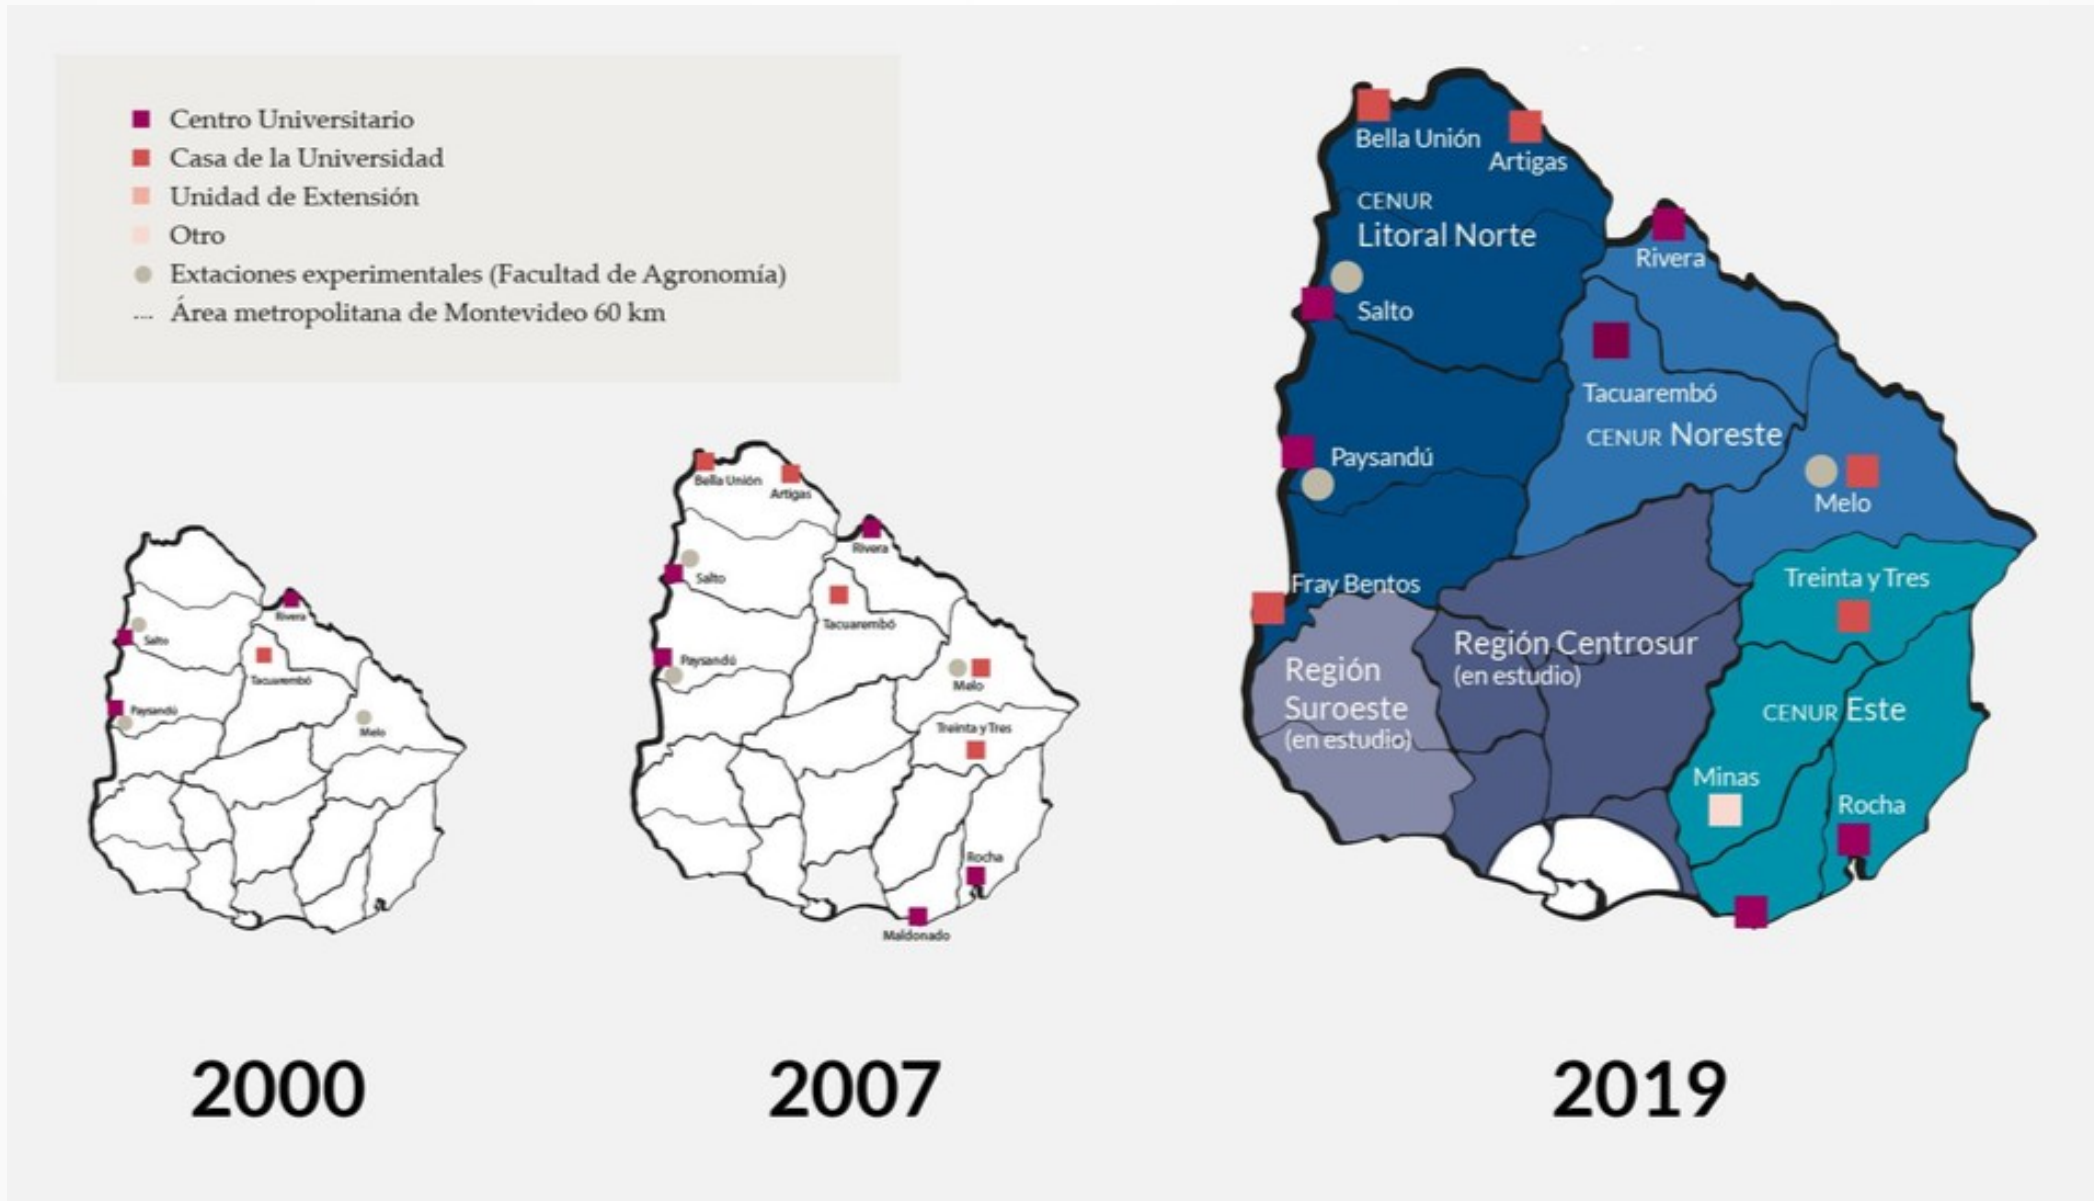 Centro Universitario
Casa de la Universidad
Unidad de Extensión
Otro
Extaciones experimentales (Facultad de Agronomía)
Área metropolitana de Montevideo 60 km
Rivera
Salto
Tacuarembó
Paysandú
Melo
2000
Bella Unión
Artigas
Rivera
Salto
Tacuarembó
Paysandú
Melo
Treinta y Tres
Rocha
Maldonado
2007
Bella Unión
Artigas
CENUR
Litoral Norte
Rivera
Salto
Tacuarembó
CENUR Noreste
Paysandú
Melo
Fray Bentos
Treinta y Tres
Región Centrosur
(en estudio)
Región
Suroeste
(en estudio)
CENUR Este
Minas
Rocha
2019